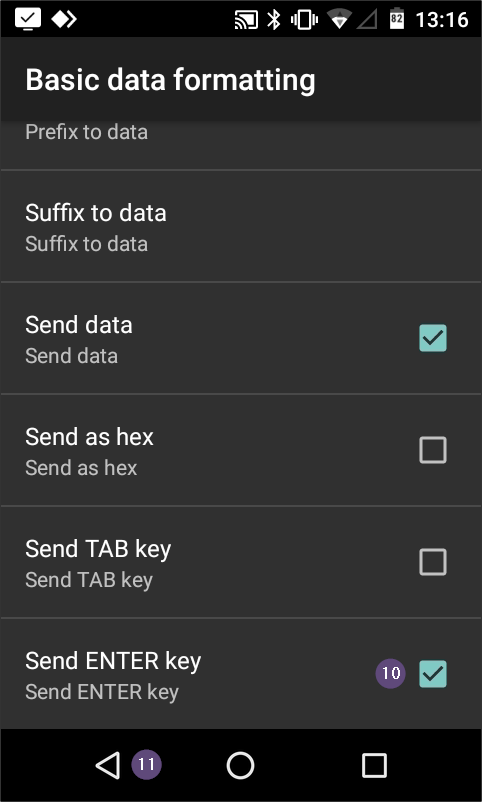 82 13:16
Basic data formatting
Prefix to data
Suffix to data
Suffix to data
Send data
Send data
Send as hex
Send as hex
Send TAB key
Send TAB key
Send ENTER key
10
Send ENTER key
11